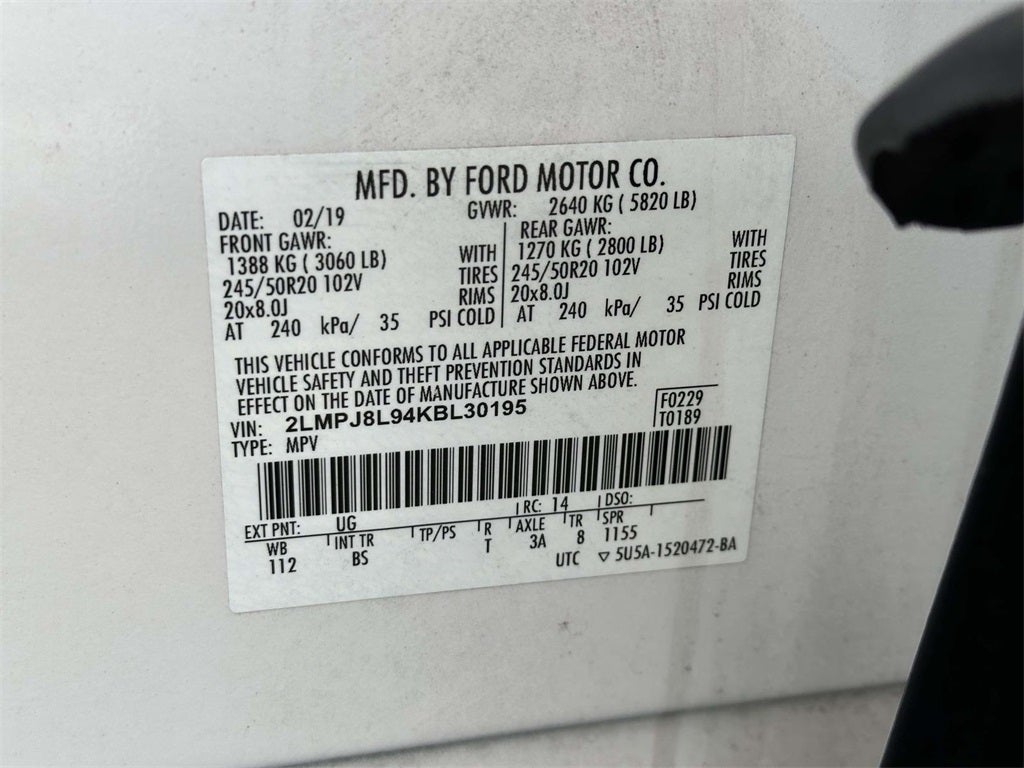 MFD. BY FORD MOTOR CO.
DATE: 02/19 GVWR: 2640 KG ( 5820 LB)
FRONT GAWR: REAR GAWR:
1388 KG ( 3060 LB) WITH 1270 KG ( 2800 LB) WITH
245/50R20 102V TIRES 245/50R20 102V TIRES
20x8.0J RIMS 20x8.0J RIMS
AT 240 kPa/ 35 PSI COLD AT 240 kPa/ 35 PSI COLD
THIS VEHICLE CONFORMS TO ALL APPLICABLE FEDERAL MOTOR
VEHICLE SAFETY AND THEFT PREVENTION STANDARDS IN
EFFECT ON THE DATE OF MANUFACTURE SHOWN ABOVE.
VIN: 2LMPJ8L94KBL30195 F0229
TYPE: MPV T0189
EXT PNT: UG RC: 14 DSO:
WB INT TR TP/PS R AXLE TR SPR
112 BS T 3A 8 1155
UTC ▽ 5U5A-1520472-BA